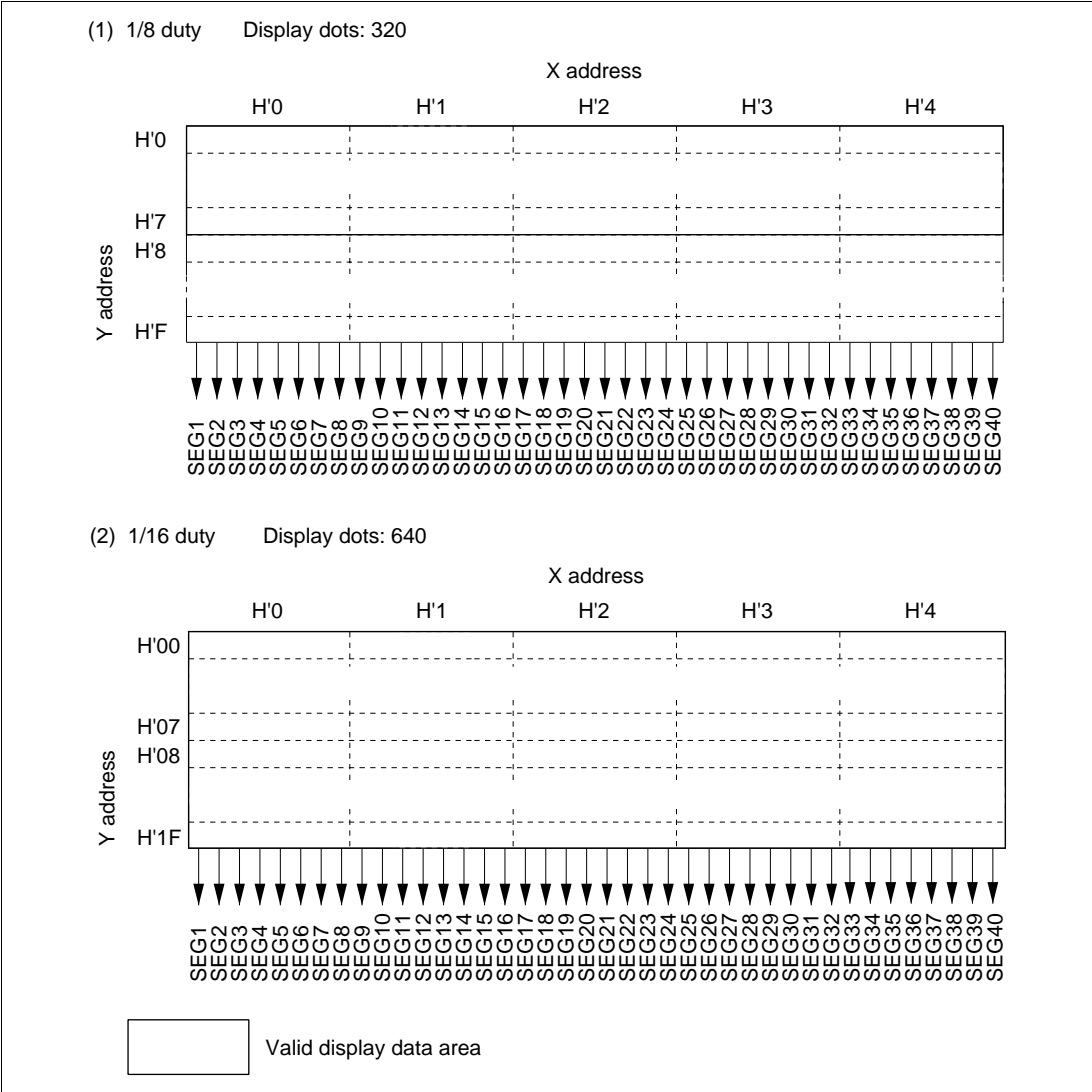 (1) 1/8 duty Display dots: 320
X address
H'0 H'1 H'2 H'3 H'4
H'0
H'7
H'8
H'F
Y address
SEG1 SEG2 SEG3 SEG4 SEG5 SEG6 SEG7 SEG8 SEG9 SEG10 SEG11 SEG12 SEG13 SEG14 SEG15 SEG16 SEG17 SEG18 SEG19 SEG20 SEG21 SEG22 SEG23 SEG24 SEG25 SEG26 SEG27 SEG28 SEG29 SEG30 SEG31 SEG32 SEG33 SEG34 SEG35 SEG36 SEG37 SEG38 SEG39 SEG40
(2) 1/16 duty Display dots: 640
X address
H'0 H'1 H'2 H'3 H'4
H'00
H'07
H'08
H'1F
Y address
SEG1 SEG2 SEG3 SEG4 SEG5 SEG6 SEG7 SEG8 SEG9 SEG10 SEG11 SEG12 SEG13 SEG14 SEG15 SEG16 SEG17 SEG18 SEG19 SEG20 SEG21 SEG22 SEG23 SEG24 SEG25 SEG26 SEG27 SEG28 SEG29 SEG30 SEG31 SEG32 SEG33 SEG34 SEG35 SEG36 SEG37 SEG38 SEG39 SEG40
Valid display data area